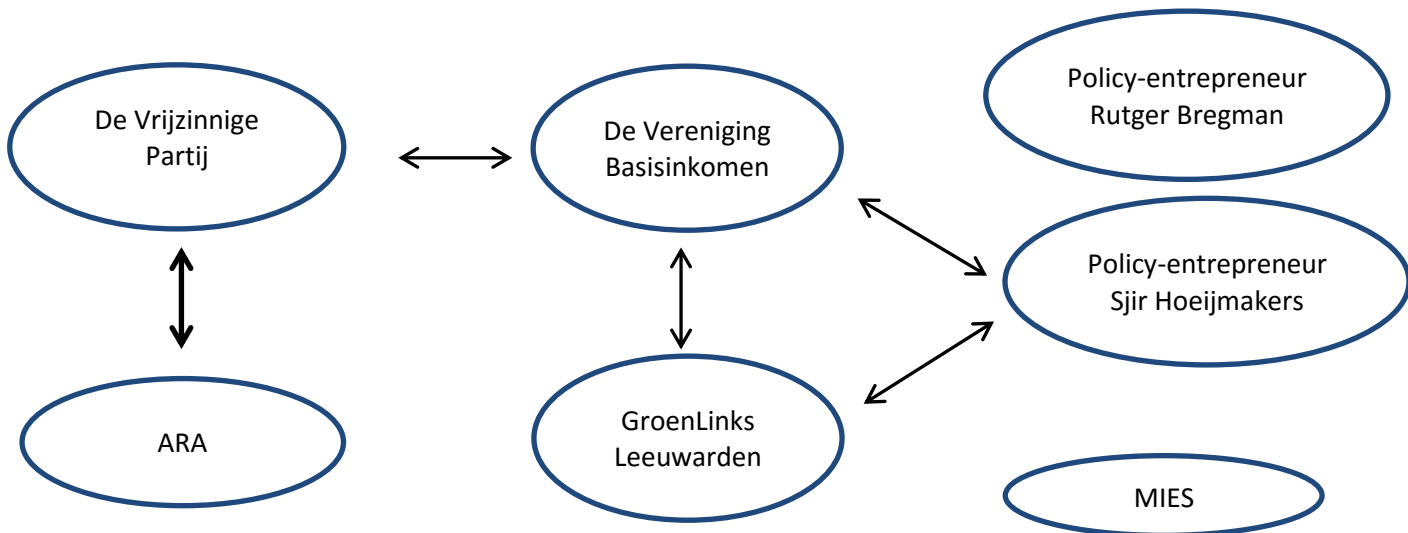 De Vrijzinnige
Partij
De Vereniging
Basisinkomen
Policy-entrepreneur
Rutger Bregman
Policy-entrepreneur
Sjir Hoeijmakers
ARA
GroenLinks
Leeuwarden
MIES